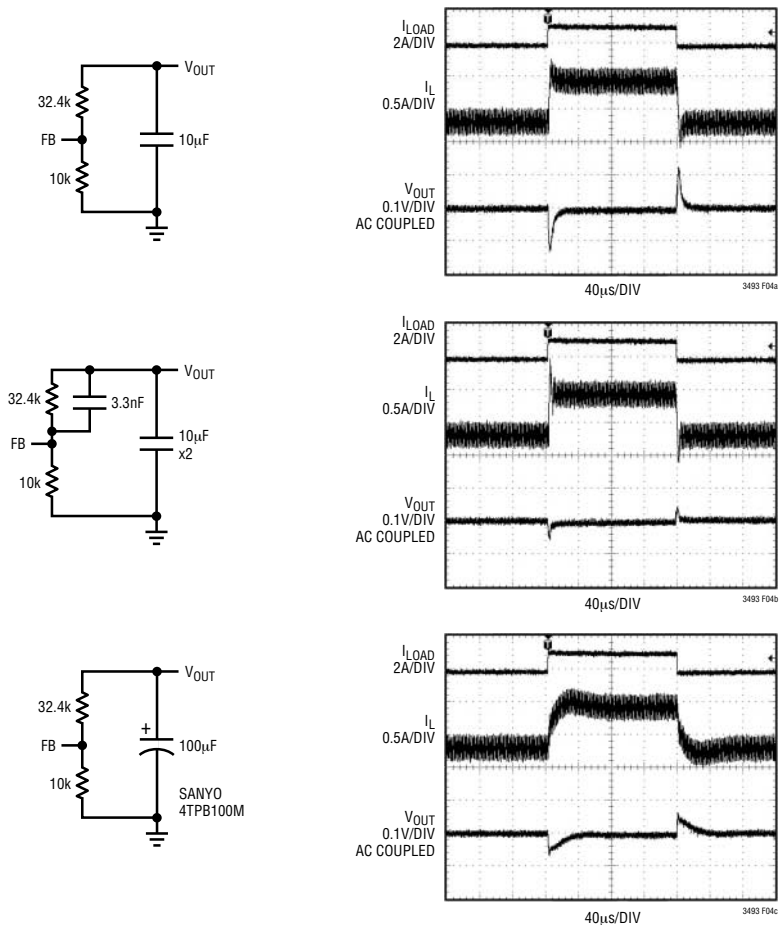 VOUT
32.4k
FB
10µF
10k
ILOAD
2A/DIV
IL
0.5A/DIV
VOUT
0.1V/DIV
AC COUPLED
40µs/DIV
3493 F04a
VOUT
32.4k
3.3nF
FB
10µF
x2
10k
ILOAD
2A/DIV
IL
0.5A/DIV
VOUT
0.1V/DIV
AC COUPLED
40µs/DIV
3493 F04b
VOUT
32.4k
+
FB
100µF
10k
SANYO
4TPB100M
ILOAD
2A/DIV
IL
0.5A/DIV
VOUT
0.1V/DIV
AC COUPLED
40µs/DIV
3493 F04c